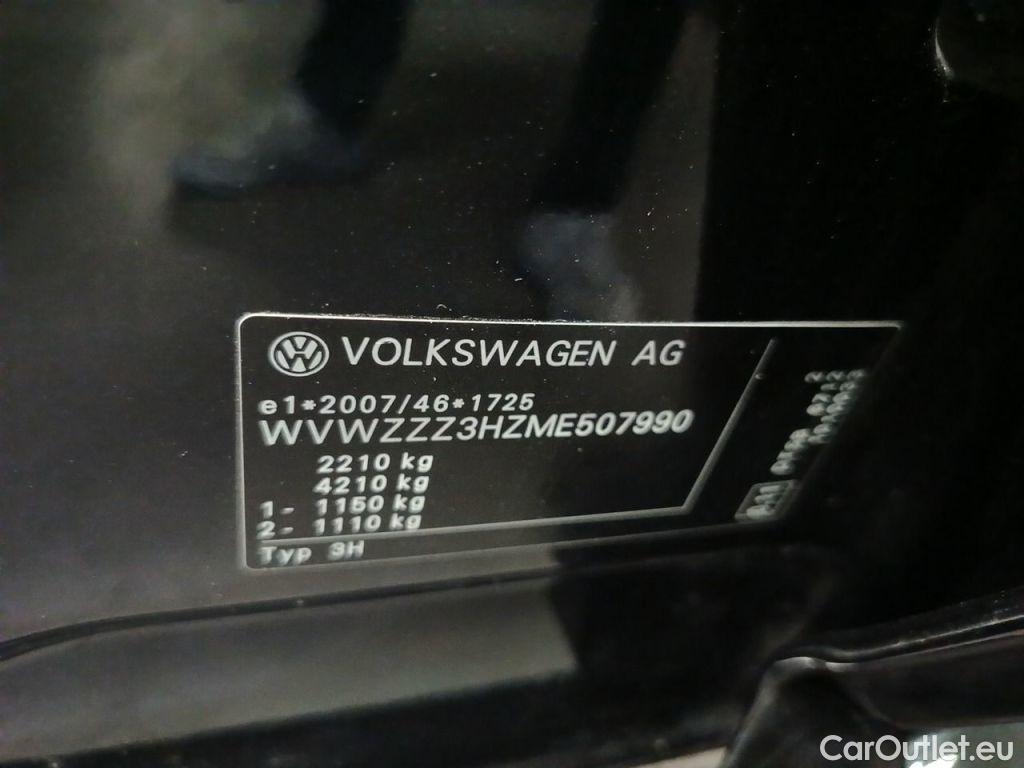 VOLKSWAGEN AG
e1*2007/46*1725
WVWZZZ3HZME507990
2210 kg
4210 kg
1- 1150 kg
2- 1110 kg
Typ 3H
CarOutlet.eu